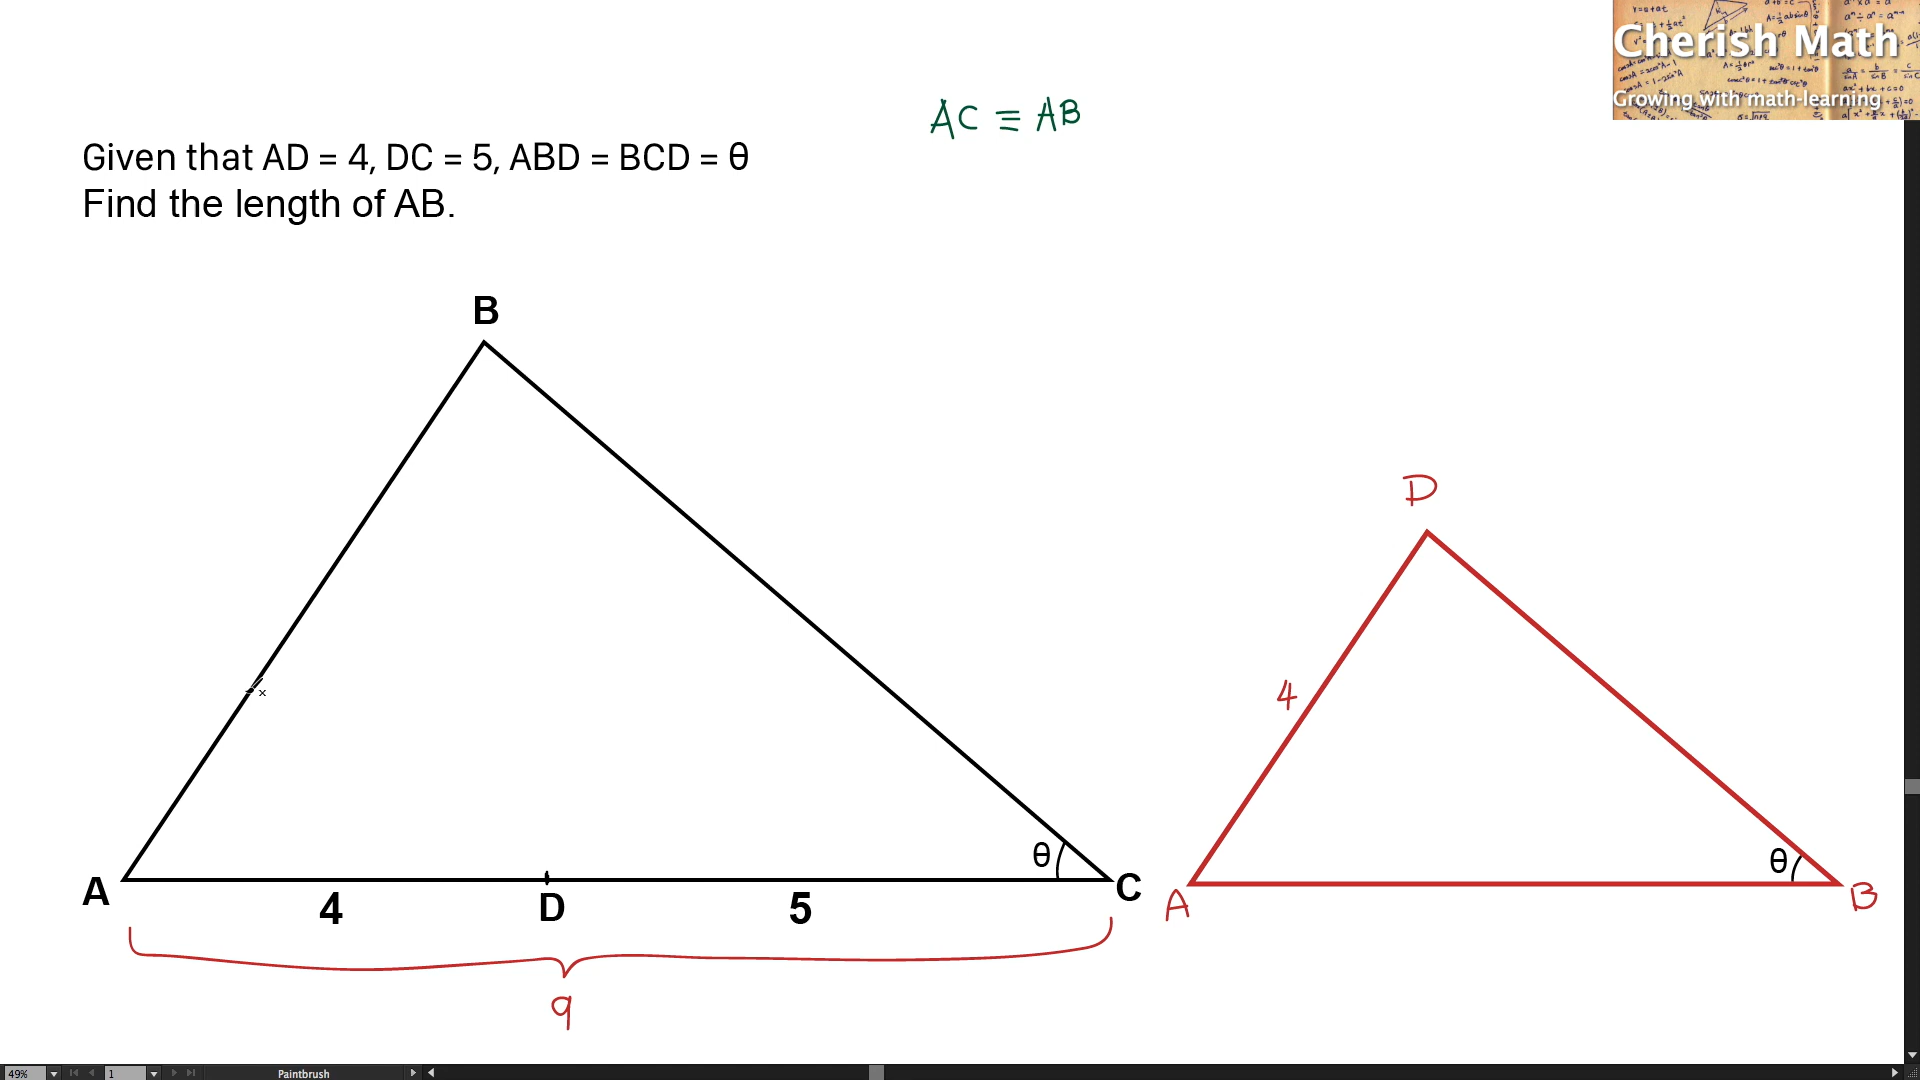 Cherish Math
Growing with math-learning
AC ≡ AB
Given that AD = 4, DC = 5, ABD = BCD = θ
Find the length of AB.
B
D
4
θ
θ
A
4
D
5
C
A
B
9
49%
1
Paintbrush